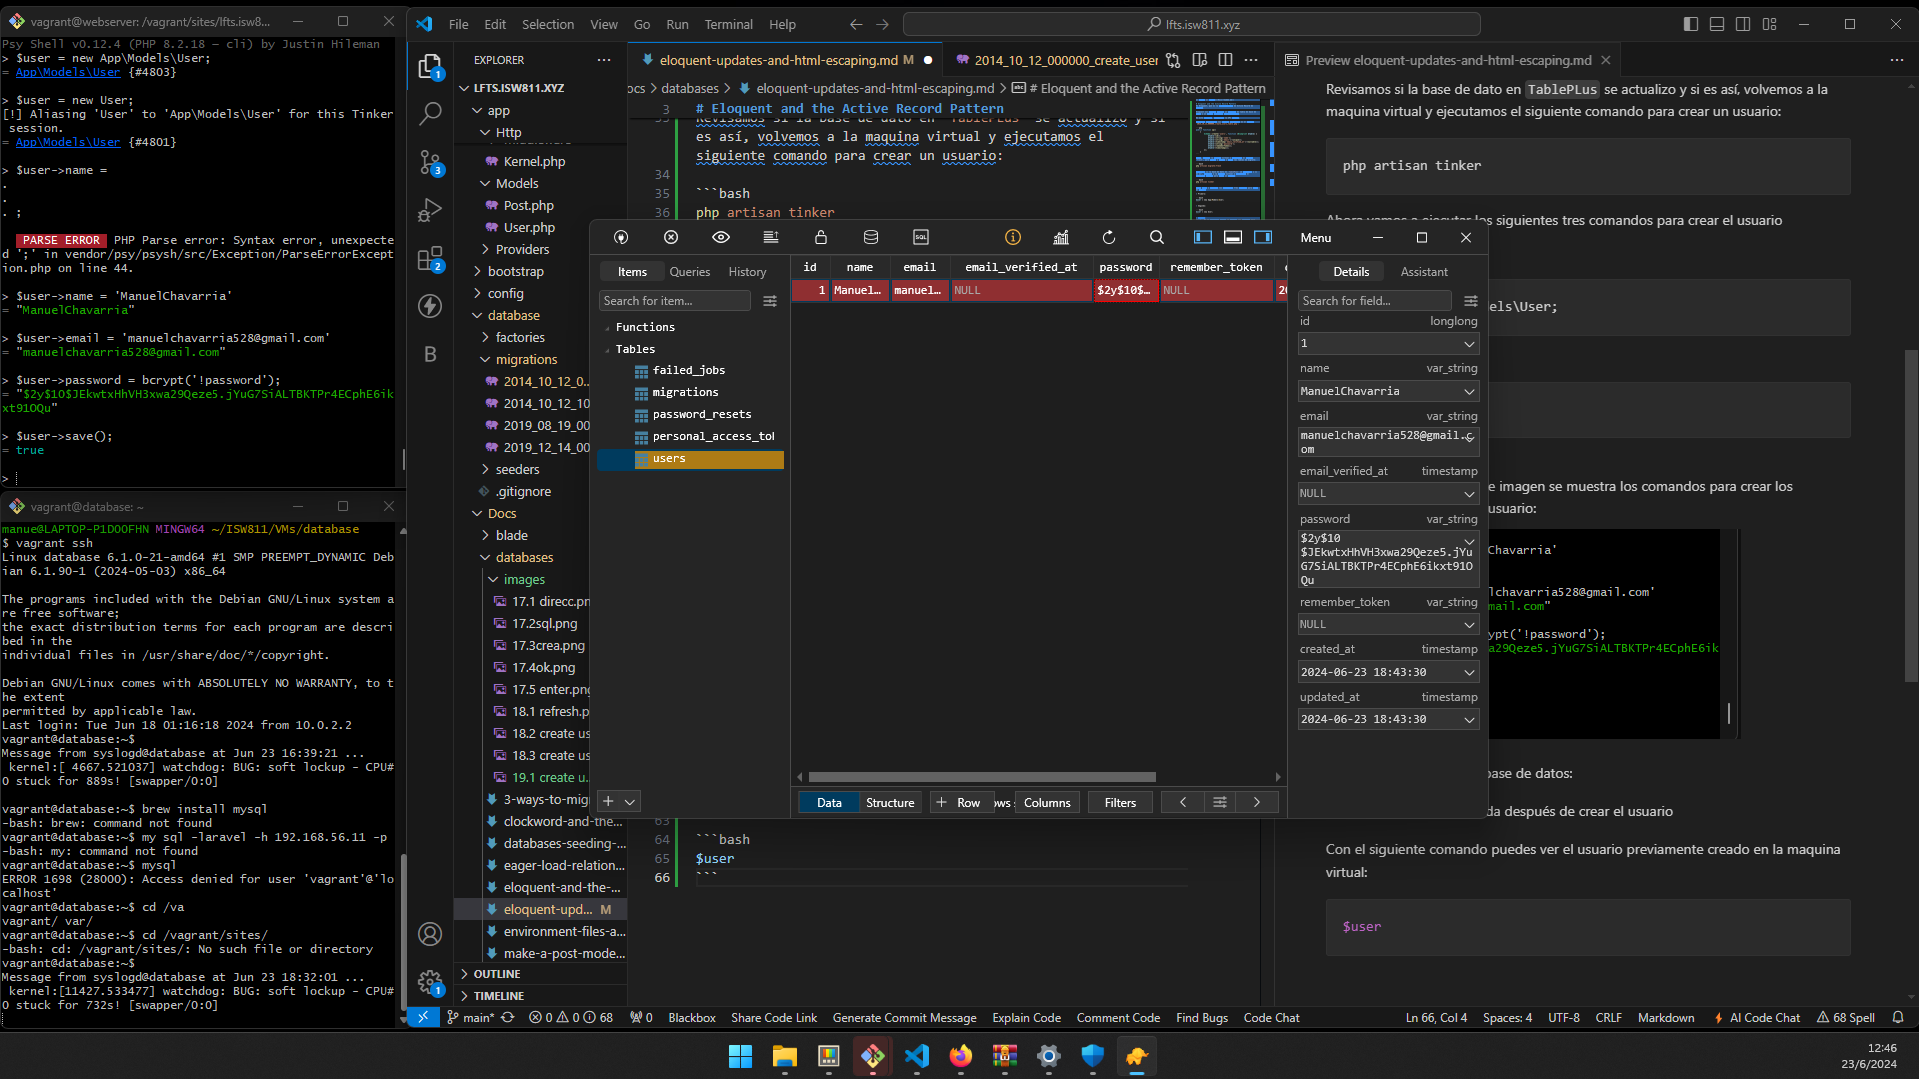 vagrant@webserver: /vagrant/sites/lfts.isw8...
Psy Shell v0.12.4 (PHP 8.2.18 — cli) by Justin Hileman
> $user = new App\Models\User;
= App\Models\User {#4803}
> $user = new User;
[!] Aliasing 'User' to 'App\Models\User' for this Tinker
session.
= App\Models\User {#4801}
> $user->name =
.
.
. ;
PARSE ERROR PHP Parse error: Syntax error, unexpecte
d ';' in vendor/psy/psysh/src/Exception/ParseErrorExcept
ion.php on line 44.
> $user->name = 'ManuelChavarria'
= "ManuelChavarria"
> $user->email = 'manuelchavarria528@gmail.com'
= "manuelchavarria528@gmail.com"
> $user->password = bcrypt('!password');
= "$2y$10$JEkwtxHhVH3xwa29Qeze5.jYuG7SiALTBKTPr4ECphE6ik
xt91OQu"
> $user->save();
= true
>
vagrant@database: ~
manue@LAPTOP-P1DOOFHN MINGW64 ~/ISW811/VMs/database
$ vagrant ssh
Linux database 6.1.0-21-amd64 #1 SMP PREEMPT_DYNAMIC Deb
ian 6.1.90-1 (2024-05-03) x86_64
The programs included with the Debian GNU/Linux system a
re free software;
the exact distribution terms for each program are descri
bed in the
individual files in /usr/share/doc/*/copyright.
Debian GNU/Linux comes with ABSOLUTELY NO WARRANTY, to t
he extent
permitted by applicable law.
Last login: Tue Jun 18 01:16:18 2024 from 10.0.2.2
vagrant@database:~$
Message from syslogd@database at Jun 23 16:39:21 ...
kernel:[ 4667.521037] watchdog: BUG: soft lockup - CPU#
0 stuck for 889s! [swapper/0:0]
vagrant@database:~$ brew install mysql
-bash: brew: command not found
vagrant@database:~$ my sql -laravel -h 192.168.56.11 -p
-bash: my: command not found
vagrant@database:~$ mysql
ERROR 1698 (28000): Access denied for user 'vagrant'@'lo
calhost'
vagrant@database:~$ cd /va
vagrant/ var/
vagrant@database:~$ cd /vagrant/sites/
-bash: cd: /vagrant/sites/: No such file or directory
vagrant@database:~$
Message from syslogd@database at Jun 23 18:32:01 ...
kernel:[11427.533477] watchdog: BUG: soft lockup - CPU#
0 stuck for 732s! [swapper/0:0]
File Edit Selection View Go Run Terminal Help
lfts.isw811.xyz
1
3
2
B
1
EXPLORER
LFTS.ISW811.XYZ
app
Http
Kernel.php
Models
Post.php
User.php
Providers
bootstrap
config
database
factories
migrations
2014_10_12_0...
2014_10_12_10
2019_08_19_00
2019_12_14_00
seeders
.gitignore
Docs
blade
databases
images
17.1 direcc.pn
17.2sql.png
17.3crea.png
17.4ok.png
17.5 enter.png
18.1 refresh.p
18.2 create us
18.3 create us
19.1 create u...
3-ways-to-mig
clockword-and-the...
databases-seeding-...
eager-load-relation...
eloquent-and-the-...
eloquent-upd... M
environment-files-a...
make-a-post-mode...
OUTLINE
TIMELINE
eloquent-updates-and-html-escaping.md M
2014_10_12_000000_create_user
ocs > databases > eloquent-updates-and-html-escaping.md > # Eloquent and the Active Record Pattern
3 # Eloquent and the Active Record Pattern
33 Revisamos si la base de dato en `TablePLus` se actualizo y si
es así, volvemos a la maquina virtual y ejecutamos el
siguiente comando para crear un usuario:
34
35 ```bash
36 php artisan tinker
63
64 ```bash
65 $user
66 ```
Menu
Items Queries History
Search for item...
Functions
Tables
failed_jobs
migrations
password_resets
personal_access_tol
users
id name email email_verified_at password remember_token
1 Manuel... manuel... NULL $2y$10$... NULL 20
Data Structure + Row ows Columns Filters
Details Assistant
Search for field...
id longlong
1
name var_string
ManuelChavarria
email var_string
manuelchavarria528@gmail.c
om
email_verified_at timestamp
NULL
password var_string
$2y$10
$JEkwtxHhVH3xwa29Qeze5.jYu
G7SiALTBKTPr4ECphE6ikxt91O
Qu
remember_token var_string
NULL
created_at timestamp
2024-06-23 18:43:30
updated_at timestamp
2024-06-23 18:43:30
Preview eloquent-updates-and-html-escaping.md
Revisamos si la base de dato en TablePLus se actualizo y si es así, volvemos a la
maquina virtual y ejecutamos el siguiente comando para crear un usuario:
php artisan tinker
Ahora vamos a ejecutar los siguientes tres comandos para crear el usuario
els\User;
e imagen se muestra los comandos para crear los
usuario:
Chavarria'
lchavarria528@gmail.com'
mail.com"
ypt('!password');
a29Qeze5.jYuG7SiALTBKTPr4ECphE6ik
base de datos:
da después de crear el usuario
Con el siguiente comando puedes ver el usuario previamente creado en la maquina
virtual:
$user
main* 0 0 68 0 Blackbox Share Code Link Generate Commit Message Explain Code Comment Code Find Bugs Code Chat
Ln 66, Col 4 Spaces: 4 UTF-8 CRLF Markdown AI Code Chat 68 Spell
12:46
23/6/2024